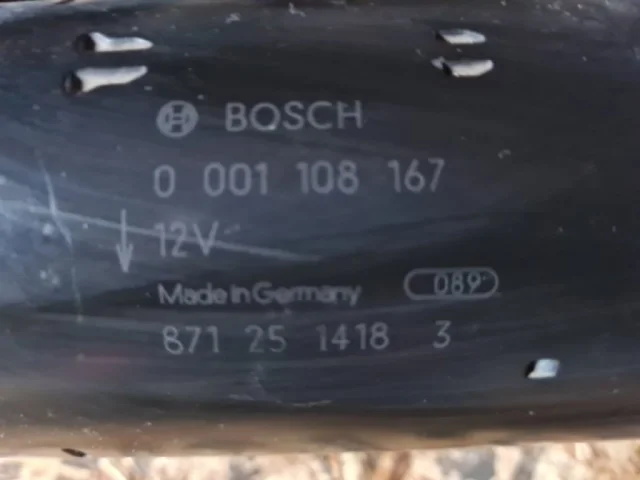 BOSCH
0 001 108 167
12V
Made in Germany 089
871 25 1418 3